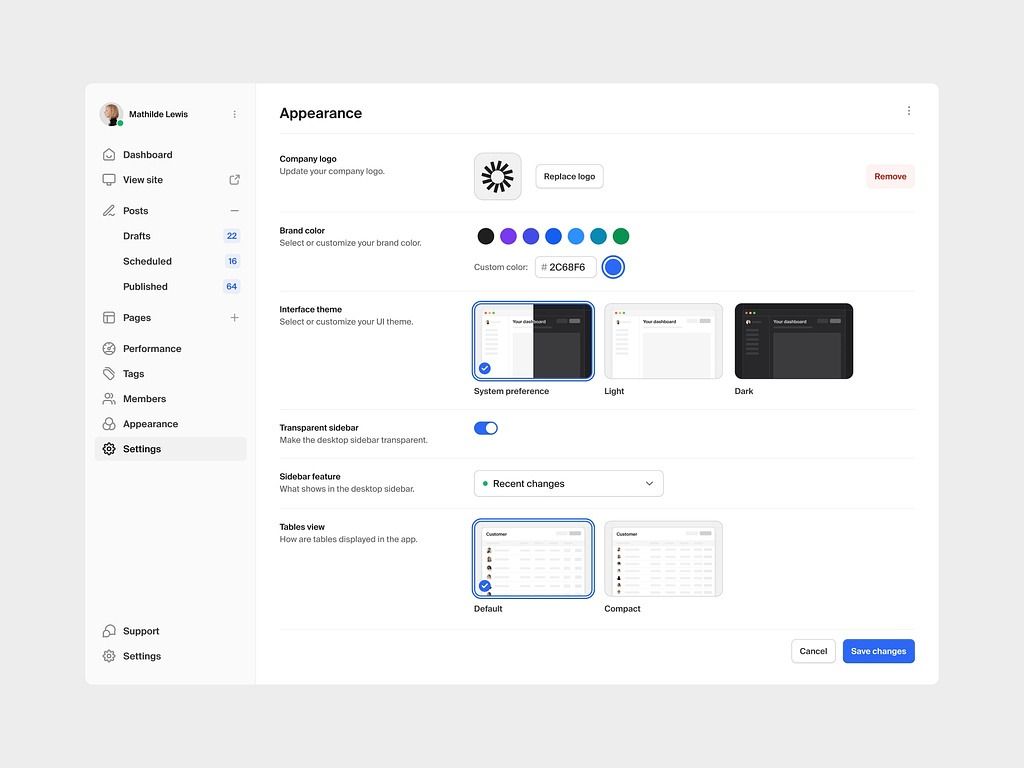 Mathilde Lewis
Dashboard
View site
Posts
Drafts 22
Scheduled 16
Published 64
Pages
Performance
Tags
Members
Appearance
Settings
Support
Settings
Appearance
Company logo
Update your company logo.
Replace logo
Remove
Brand color
Select or customize your brand color.
Custom color: # 2C68F6
Interface theme
Select or customize your UI theme.
Your dashboard
System preference
Your dashboard
Light
Your dashboard
Dark
Transparent sidebar
Make the desktop sidebar transparent.
Sidebar feature
What shows in the desktop sidebar.
Recent changes
Tables view
How are tables displayed in the app.
Customer
Default
Customer
Compact
Cancel
Save changes